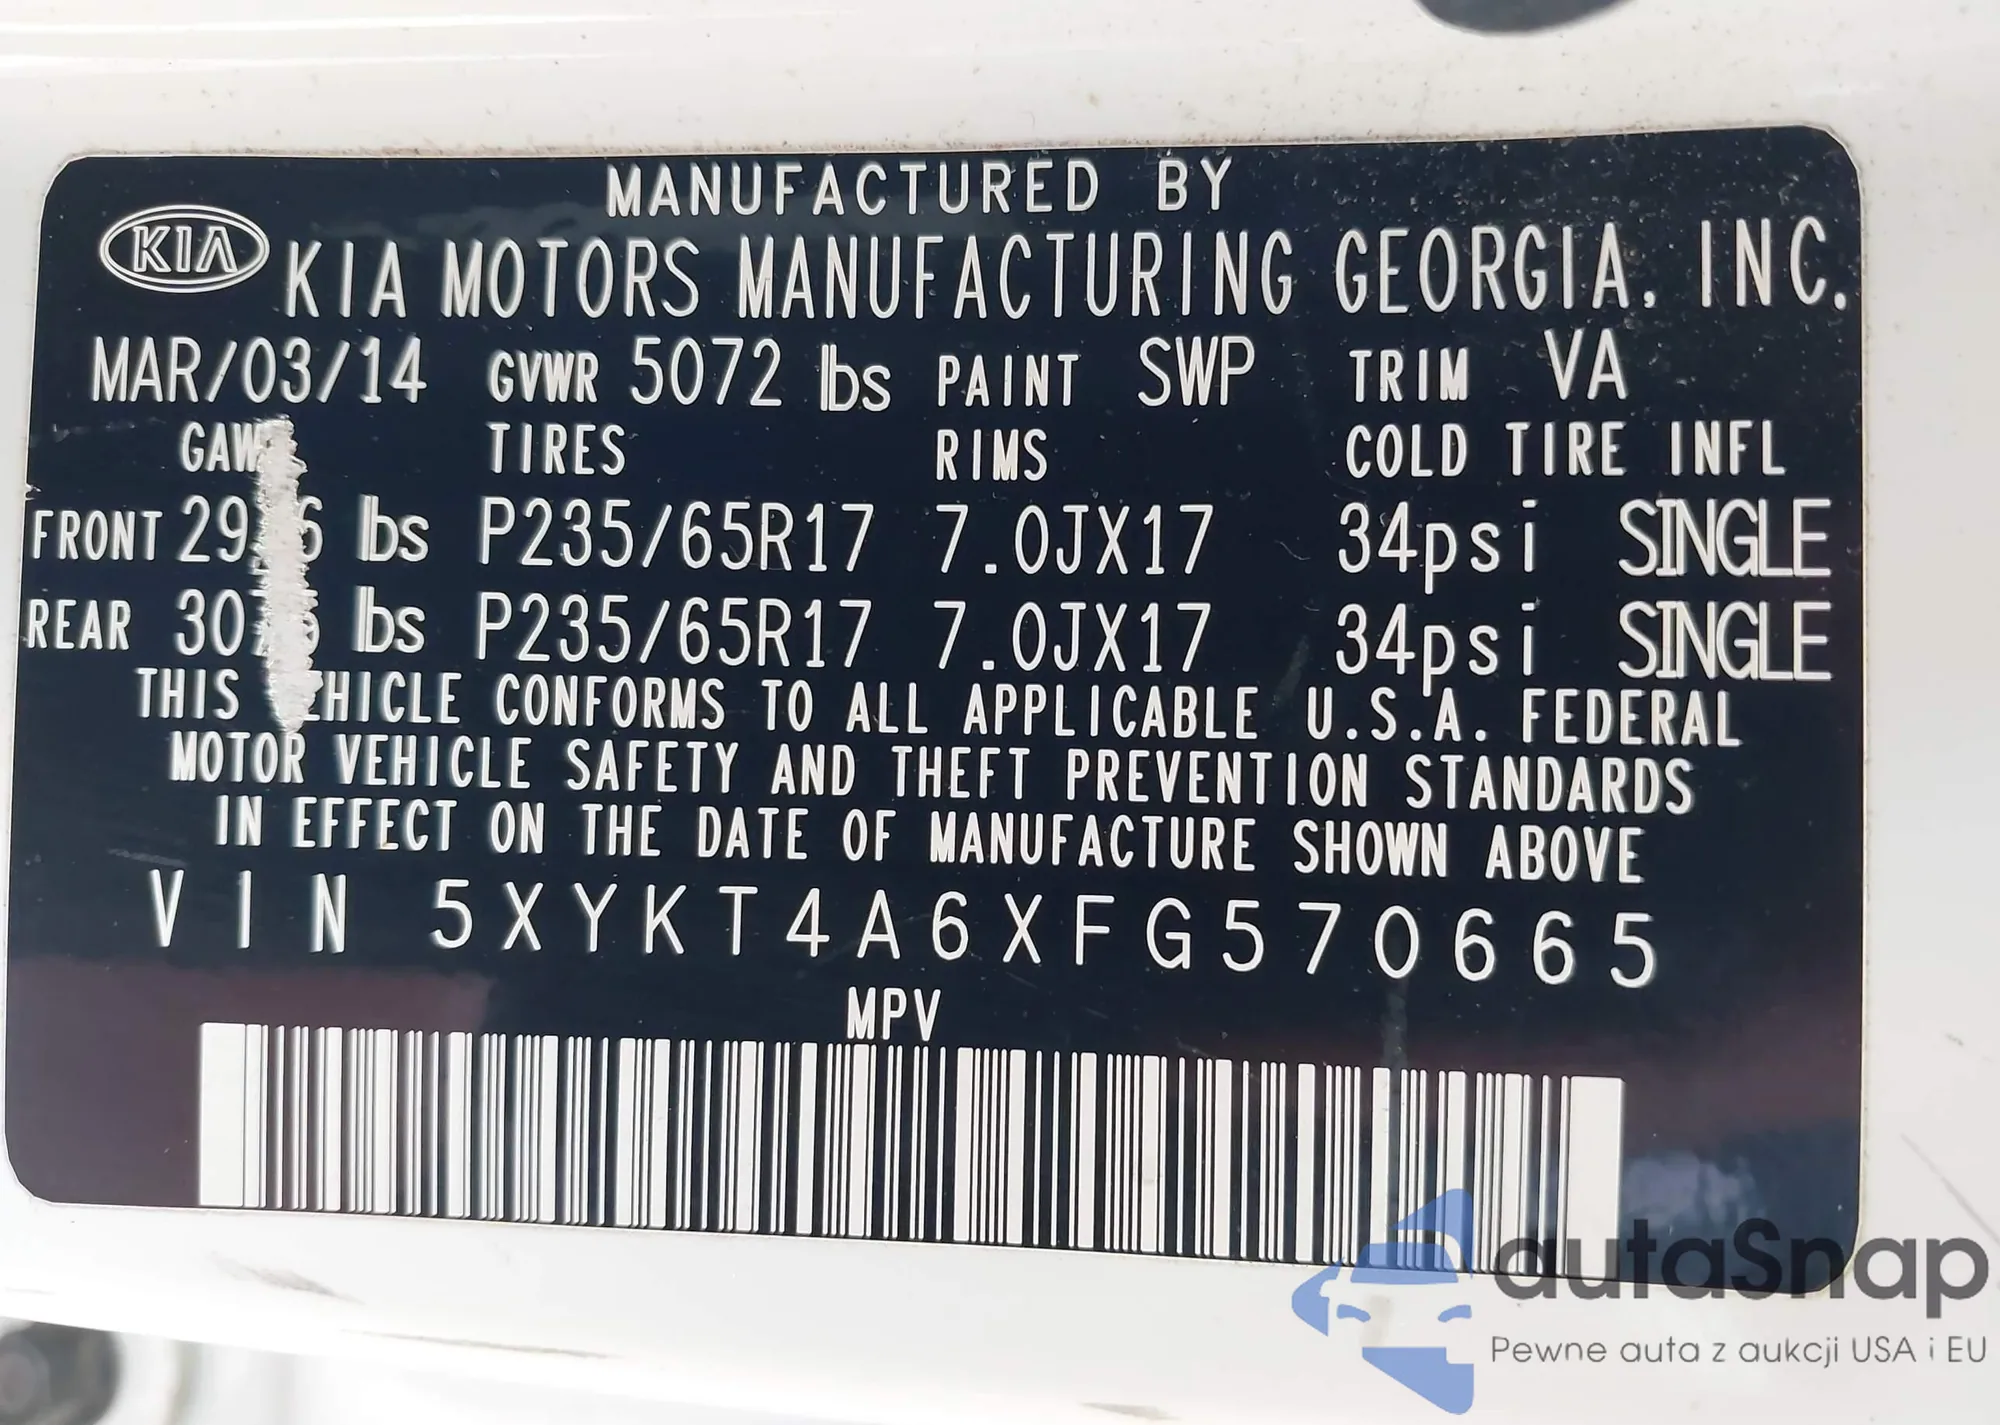 MANUFACTURED BY
KIA KIA MOTORS MANUFACTURING GEORGIA, INC.
MAR/03/14 GVWR 5072 lbs PAINT SWP TRIM VA
TIRES RIMS COLD TIRE INFL
FRONT lbs P235/65R17 7.0JX17 34psi SINGLE
REAR lbs P235/65R17 7.0JX17 34psi SINGLE
THIS VEHICLE CONFORMS TO ALL APPLICABLE U.S.A. FEDERAL
MOTOR VEHICLE SAFETY AND THEFT PREVENTION STANDARDS
IN EFFECT ON THE DATE OF MANUFACTURE SHOWN ABOVE
VIN 5XYKT4A6XFG570665
MPV
autaSnap
Pewne auta z aukcji USA i EU